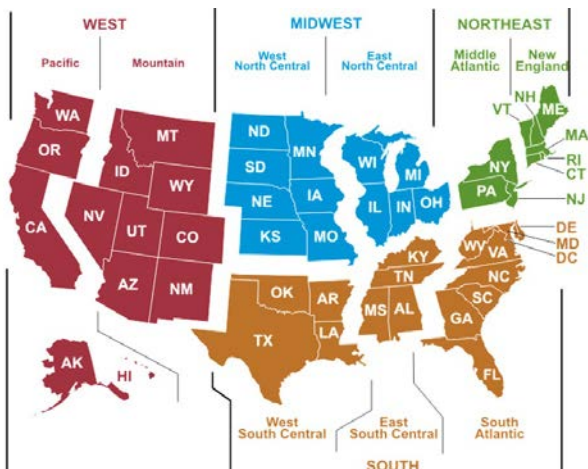 WEST
MIDWEST
NORTHEAST
Pacific
Mountain
West
North Central
East
North Central
Middle
Atlantic
New
England
WA
OR
CA
NV
ID
MT
WY
UT
CO
AZ
NM
AK
HI
ND
SD
NE
KS
MN
IA
MO
WI
IL
MI
IN
OH
NH
VT
ME
MA
RI
CT
NY
PA
NJ
DE
MD
DC
WV
VA
KY
TN
NC
SC
GA
FL
OK
AR
TX
LA
MS
AL
West
South Central
East
South Central
South
Atlantic
SOUTH